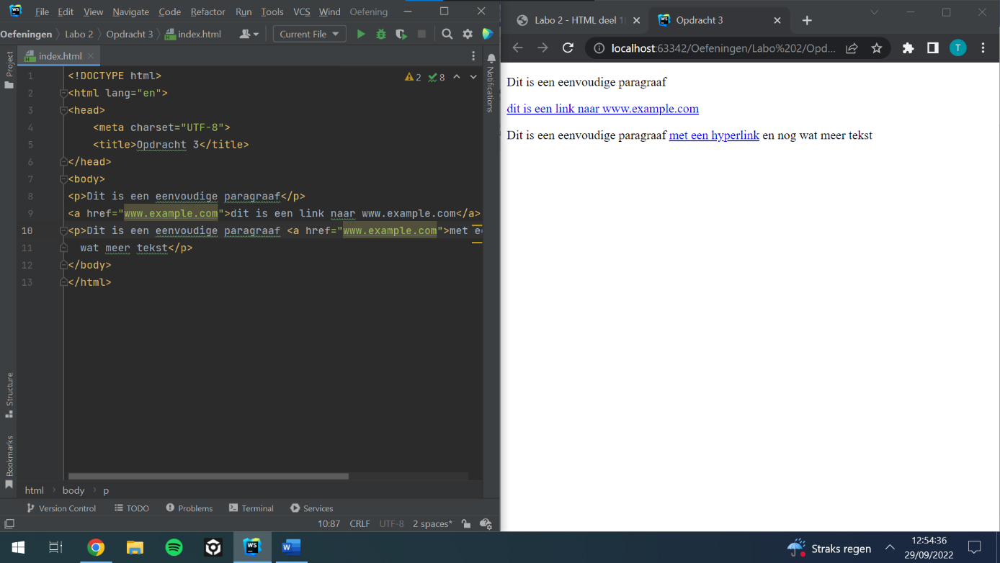 File Edit View Navigate Code Refactor Run Tools VCS Wind Oefening
Oefeningen Labo 2 Opdracht 3 index.html Current File
Project
index.html
1 <!DOCTYPE html>
2 <html lang="en">
3 <head>
4 <meta charset="UTF-8">
5 <title>Opdracht 3</title>
6 </head>
7 <body>
8 <p>Dit is een eenvoudige paragraaf</p>
9 <a href="www.example.com">dit is een link naar www.example.com</a>
10 <p>Dit is een eenvoudige paragraaf <a href="www.example.com">met e
11 wat meer tekst</p>
12 </body>
13 </html>
2 8
Notifications
Structure
Bookmarks
html body p
Version Control TODO Problems Terminal Services
10:87 CRLF UTF-8 2 spaces*
Labo 2 - HTML deel 1
Opdracht 3
localhost:63342/Oefeningen/Labo%202/Opd...
T
Dit is een eenvoudige paragraaf
dit is een link naar www.example.com
Dit is een eenvoudige paragraaf met een hyperlink en nog wat meer tekst
WS
W
Straks regen
12:54:36
29/09/2022